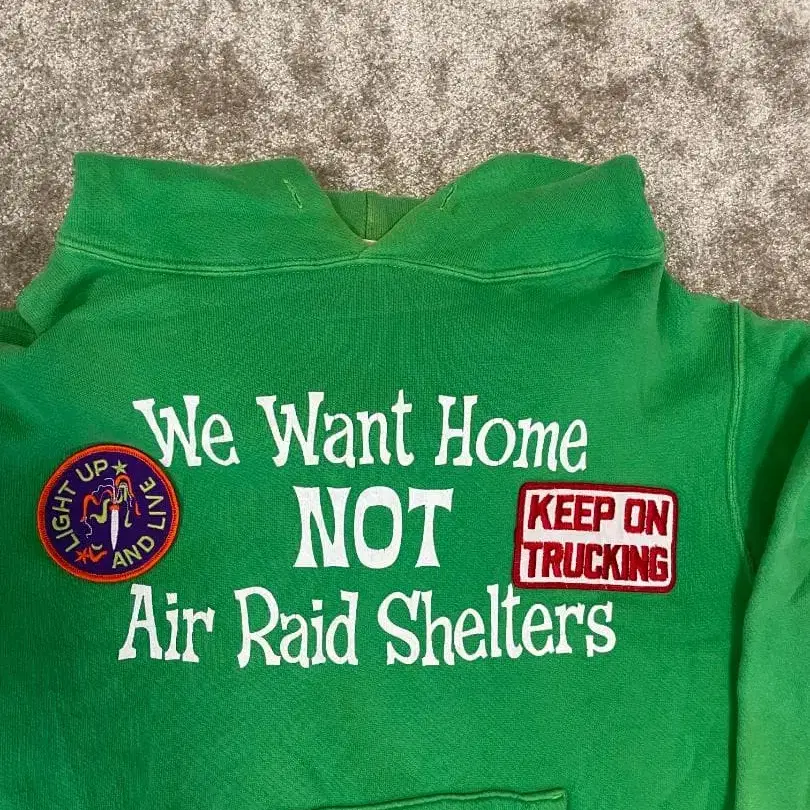 We Want Home
NOT
Air Raid Shelters
LIGHT UP
AND LIVE
KEEP ON
TRUCKING